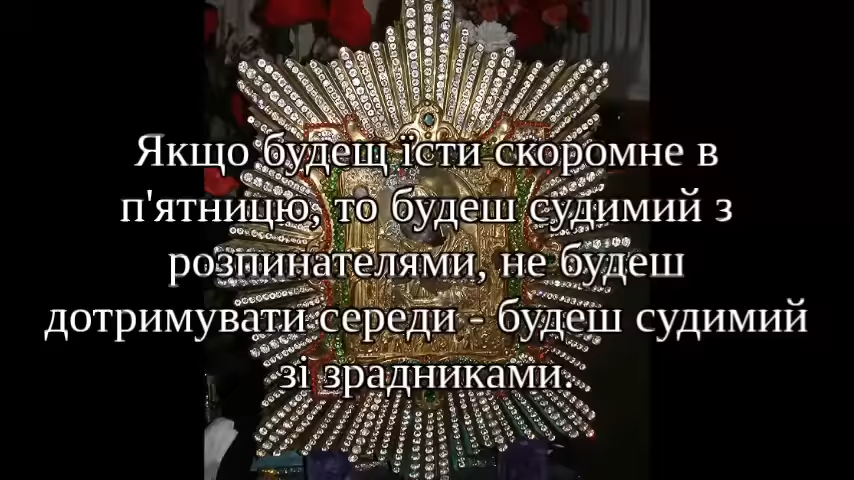 Якщо будещ їсти скоромне в
п'ятницю, то будеш судимий з
розпинателями, не будеш
дотримувати середи - будеш судимий
зі зрадниками.